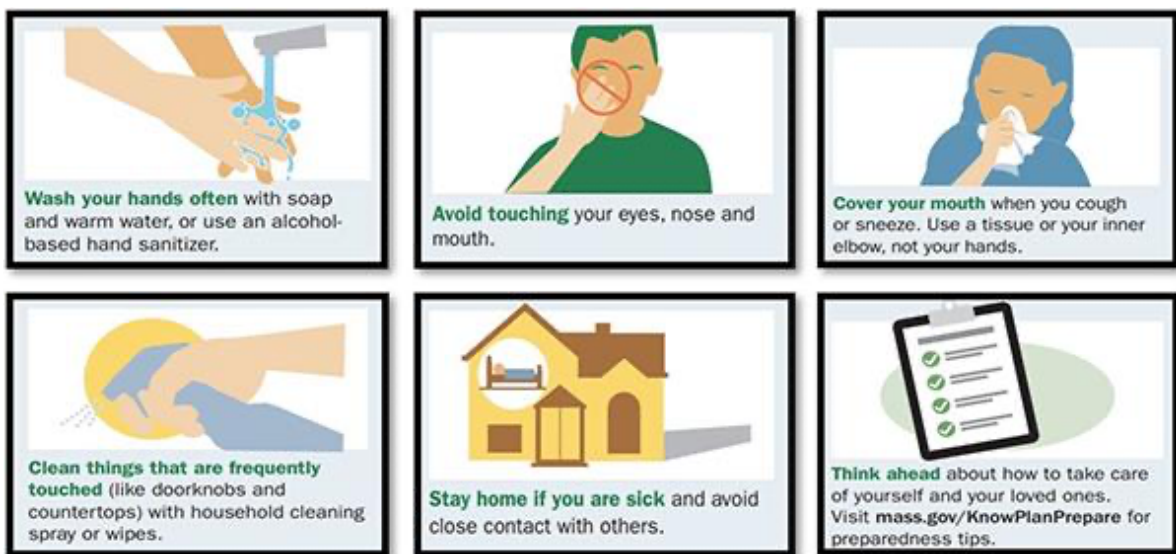 Wash your hands often with soap
and warm water, or use an alcohol-
based hand sanitizer.
Avoid touching your eyes, nose and
mouth.
Cover your mouth when you cough
or sneeze. Use a tissue or your inner
elbow, not your hands.
Clean things that are frequently
touched (like doorknobs and
countertops) with household cleaning
spray or wipes.
Stay home if you are sick and avoid
close contact with others.
Think ahead about how to take care
of yourself and your loved ones.
Visit mass.gov/KnowPlanPrepare for
preparedness tips.